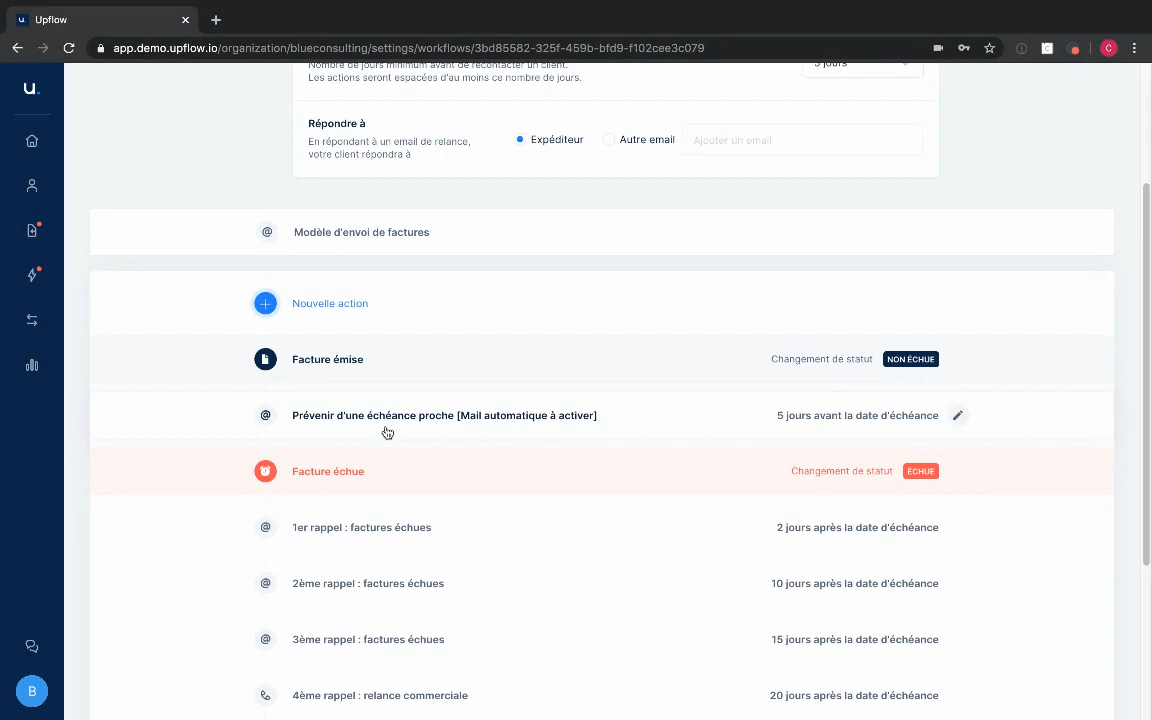 u. Upflow
app.demo.upflow.io/organization/blueconsulting/settings/workflows/3bd85582-325f-459b-bfd9-f102cee3c079
C
C
u.
Nombre de jours minimum avant de recontacter un client.
Les actions seront espacées d'au moins ce nombre de jours.
5 jours
Répondre à
En répondant à un email de relance,
votre client répondra à
Expéditeur
Autre email
Ajouter un email
@ Modèle d'envoi de factures
Nouvelle action
Facture émise
Changement de statut NON ÉCHUE
@ Prévenir d'une échéance proche [Mail automatique à activer]
5 jours avant la date d'échéance
Facture échue
Changement de statut ÉCHUE
@ 1er rappel : factures échues
2 jours après la date d'échéance
@ 2ème rappel : factures échues
10 jours après la date d'échéance
@ 3ème rappel : factures échues
15 jours après la date d'échéance
4ème rappel : relance commerciale
20 jours après la date d'échéance
B